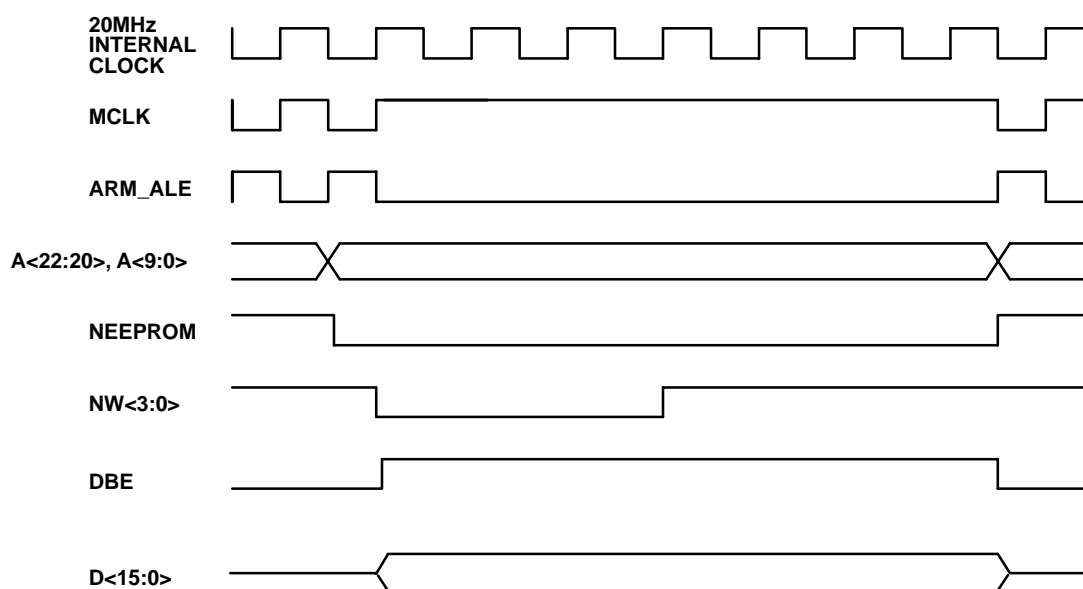 20MHz
INTERNAL
CLOCK
MCLK
ARM_ALE
A<22:20>, A<9:0>
NEEPROM
NW<3:0>
DBE
D<15:0>